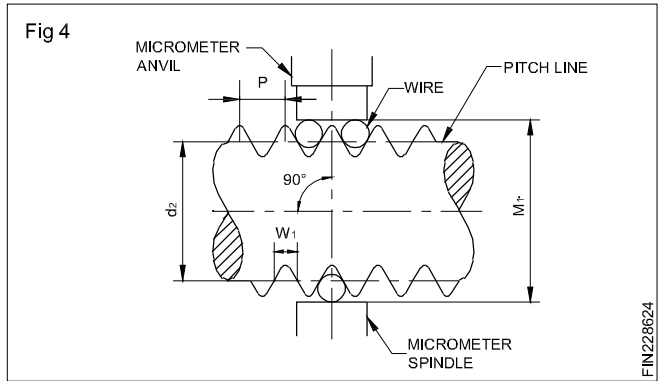 Fig 4
MICROMETER
ANVIL
P
WIRE
PITCH LINE
90°
d2
W1
M1
MICROMETER
SPINDLE
FIN228624